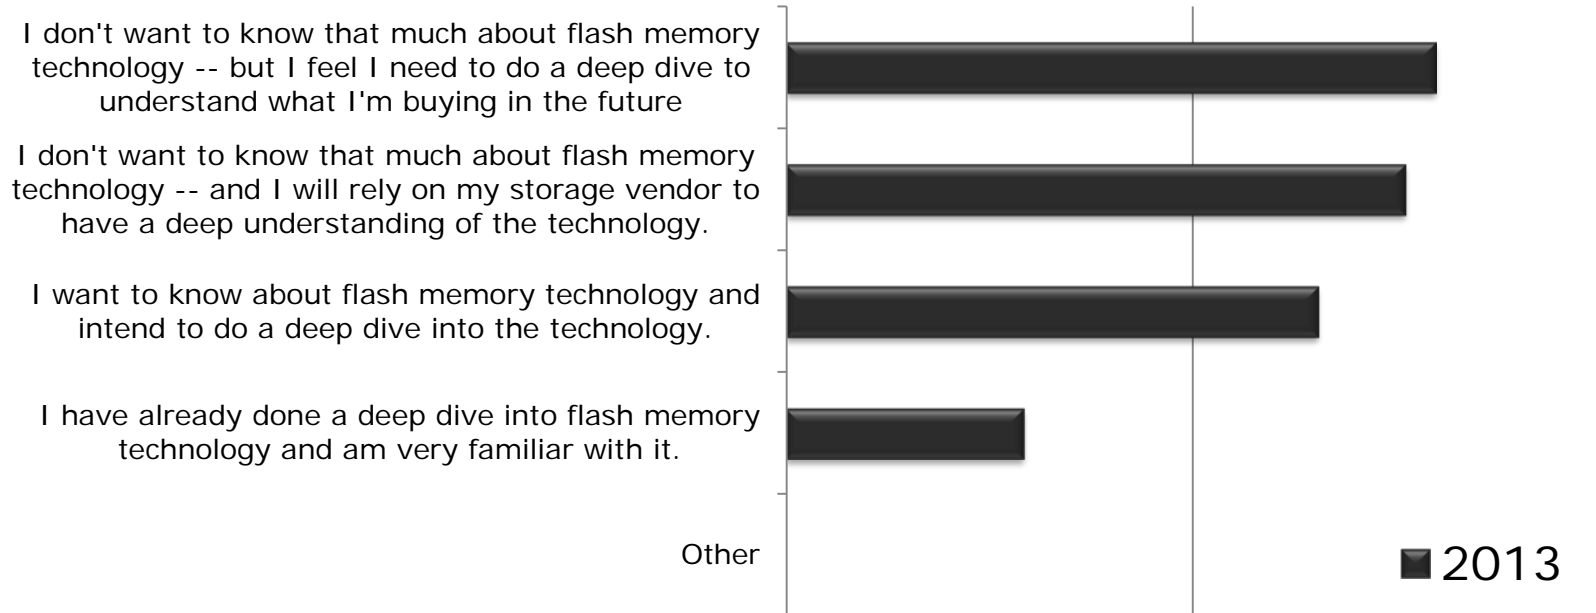 I don't want to know that much about flash memory
technology -- but I feel I need to do a deep dive to
understand what I'm buying in the future
I don't want to know that much about flash memory
technology -- and I will rely on my storage vendor to
have a deep understanding of the technology.
I want to know about flash memory technology and
intend to do a deep dive into the technology.
I have already done a deep dive into flash memory
technology and am very familiar with it.
Other
2013